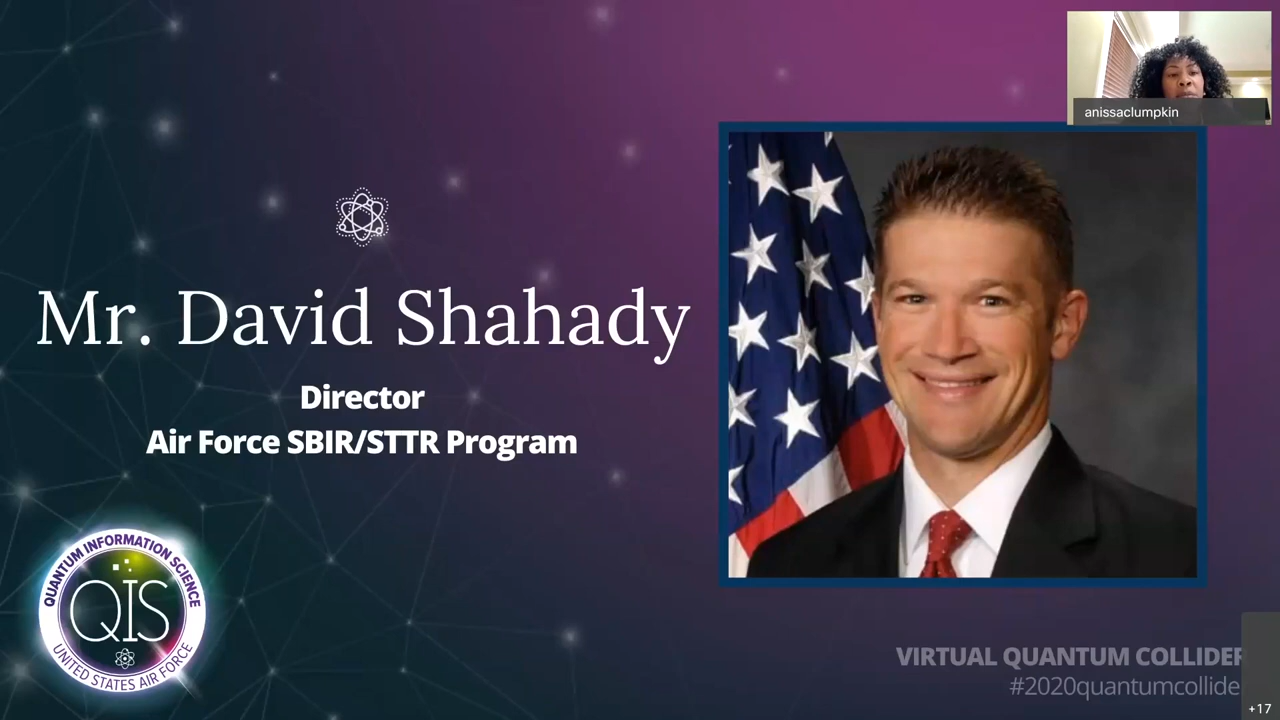 anissaclumpkin
Mr. David Shahady
Director
Air Force SBIR/STTR Program
QUANTUM INFORMATION SCIENCE
QIS
UNITED STATES AIR FORCE
VIRTUAL QUANTUM COLLIDER
#2020quantumcollide
+17